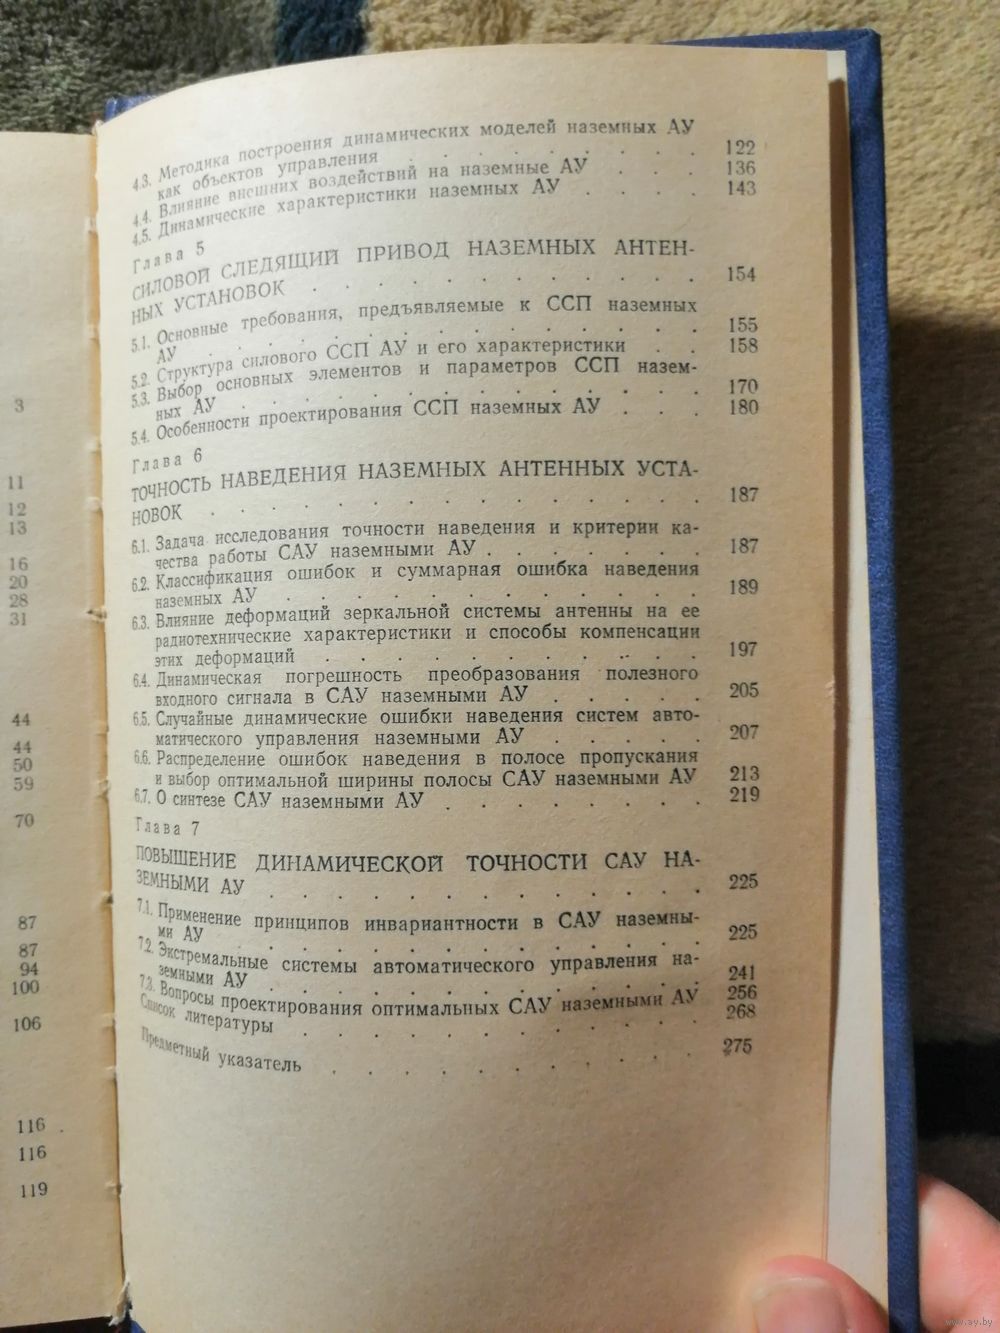 3
11
12
13
16
20
28
31
44
44
50
59
70
87
87
94
100
106
116
116
119
4.3. Методика построения динамических моделей наземных АУ
как объектов управления . . . . . . . . 122
4.4. Влияние внешних воздействий на наземные АУ . . . 136
4.5. Динамические характеристики наземных АУ . . . . 143
Глава 5
СИЛОВОЙ СЛЕДЯЩИЙ ПРИВОД НАЗЕМНЫХ АНТЕН-
НЫХ УСТАНОВОК . . . . . . . . . . 154
5.1. Основные требования, предъявляемые к ССП наземных
АУ . . . . . . . . . . . . . 155
5.2. Структура силового ССП АУ и его характеристики . . 158
5.3. Выбор основных элементов и параметров ССП назем-
ных АУ . . . . . . . . . . . 170
5.4. Особенности проектирования ССП наземных АУ . . . 180
Глава 6
ТОЧНОСТЬ НАВЕДЕНИЯ НАЗЕМНЫХ АНТЕННЫХ УСТА-
НОВОК . . . . . . . . . . . . 187
6.1. Задача исследования точности наведения и критерии ка-
чества работы САУ наземными АУ . . . . . . . 187
6.2. Классификация ошибок и суммарная ошибка наведения
наземных АУ . . . . . . . . . . 189
6.3. Влияние деформаций зеркальной системы антенны на ее
радиотехнические характеристики и способы компенсации
этих деформаций . . . . . . . . . . 197
6.4. Динамическая погрешность преобразования полезного
входного сигнала в САУ наземными АУ . . . . . 205
6.5. Случайные динамические ошибки наведения систем авто-
матического управления наземными АУ . . . . . 207
6.6. Распределение ошибок наведения в полосе пропускания
и выбор оптимальной ширины полосы САУ наземными АУ 213
6.7. О синтезе САУ наземными АУ . . . . . . . . 219
Глава 7
ПОВЫШЕНИЕ ДИНАМИЧЕСКОЙ ТОЧНОСТИ САУ НА-
ЗЕМНЫМИ АУ . . . . . . . . . . . 225
7.1. Применение принципов инвариантности в САУ наземны-
ми АУ . . . . . . . . . . . . 225
7.2. Экстремальные системы автоматического управления на-
земными АУ . . . . . . . . . . . 241
7.3. Вопросы проектирования оптимальных САУ наземными АУ 256
Список литературы . . . . . . . . . . 268
Предметный указатель . . . . . . . . . . 275
www.ay.by